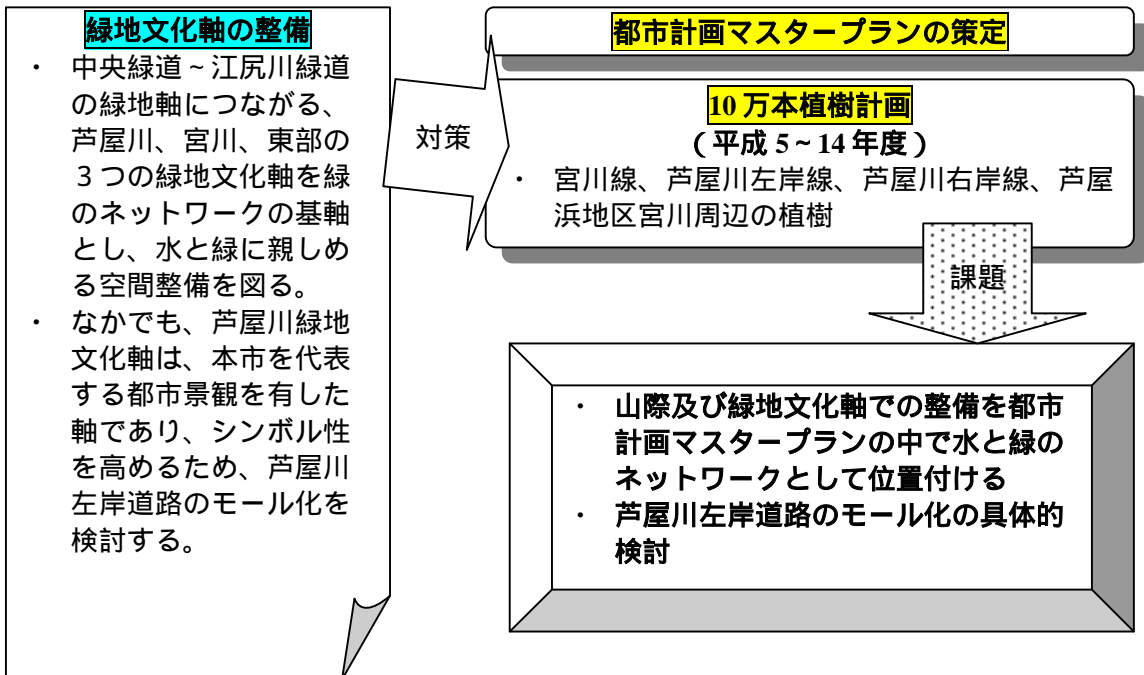 緑地文化軸の整備
・ 中央緑道～江尻川緑道
の緑地軸につながる、
芦屋川、宮川、東部の
３つの緑地文化軸を緑
のネットワークの基軸
とし、水と緑に親しめ
る空間整備を図る。
・ なかでも、芦屋川緑地
文化軸は、本市を代表
する都市景観を有した
軸であり、シンボル性
を高めるため、芦屋川
左岸道路のモール化を
検討する。
対策
都市計画マスタープランの策定
10 万本植樹計画
（平成 5～14 年度）
・ 宮川線、芦屋川左岸線、芦屋川右岸線、芦屋
浜地区宮川周辺の植樹
課題
・ 山際及び緑地文化軸での整備を都市
計画マスタープランの中で水と緑の
ネットワークとして位置付ける
・ 芦屋川左岸道路のモール化の具体的
検討